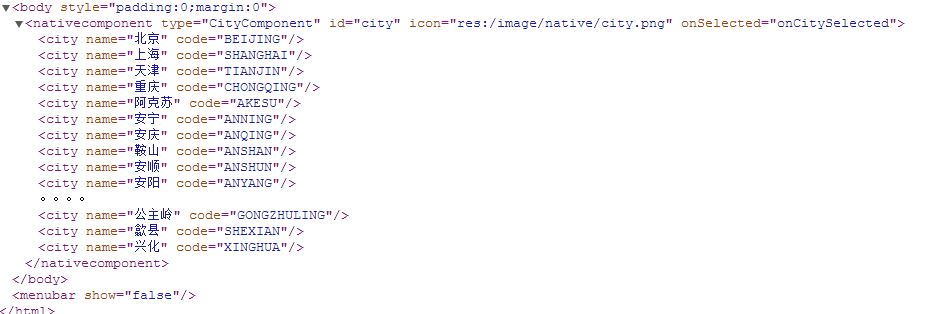 ▼<body style="padding:0;margin:0">
▼<nativecomponent type="CityComponent" id="city" icon="res:/image/native/city.png" onSelected="onCitySelected">
<city name="北京" code="BEIJING"/>
<city name="上海" code="SHANGHAI"/>
<city name="天津" code="TIANJIN"/>
<city name="重庆" code="CHONGQING"/>
<city name="阿克苏" code="AKESU"/>
<city name="安宁" code="ANNING"/>
<city name="安庆" code="ANQING"/>
<city name="鞍山" code="ANSHAN"/>
<city name="安顺" code="ANSHUN"/>
<city name="安阳" code="ANYANG"/>
。。。。
<city name="公主岭" code="GONGZHULING"/>
<city name="歙县" code="SHEXIAN"/>
<city name="兴化" code="XINGHUA"/>
</nativecomponent>
</body>
<menubar show="false"/>
</html>